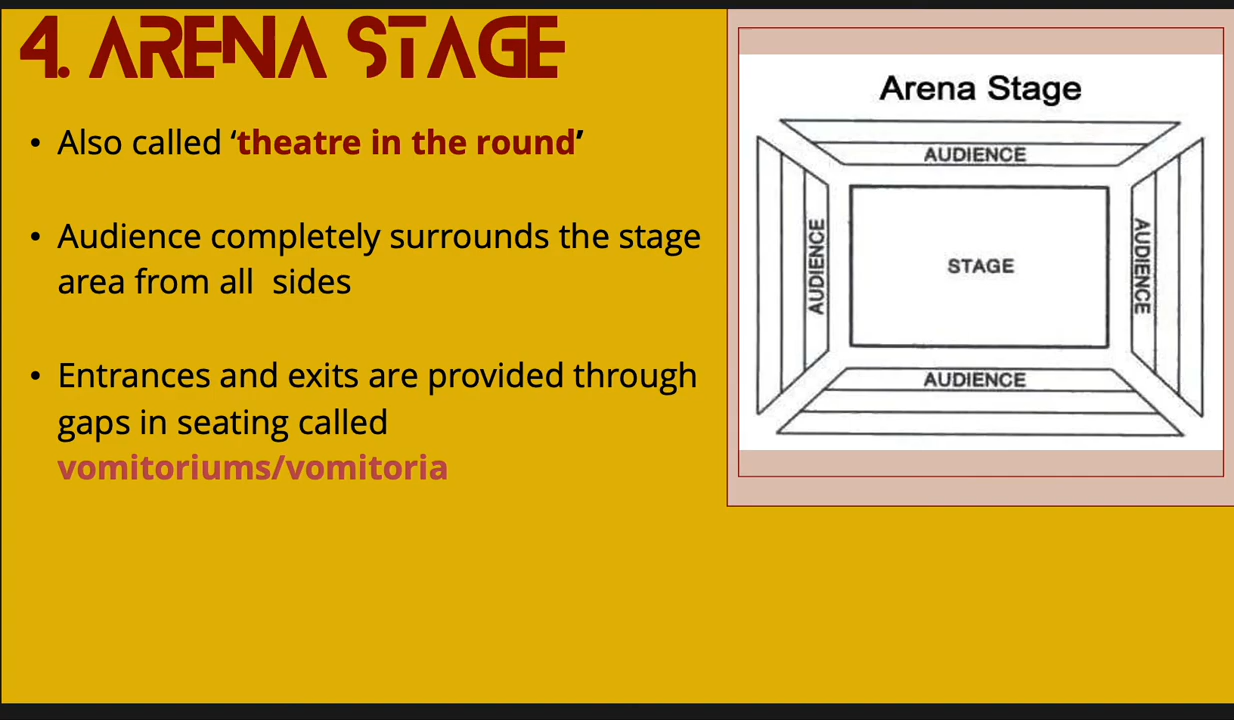 4. ARENA STAGE
• Also called ‘theatre in the round’
• Audience completely surrounds the stage
area from all  sides
• Entrances and exits are provided through
gaps in seating called
vomitoriums/vomitoria
Arena Stage
AUDIENCE
AUDIENCE
STAGE
AUDIENCE
AUDIENCE